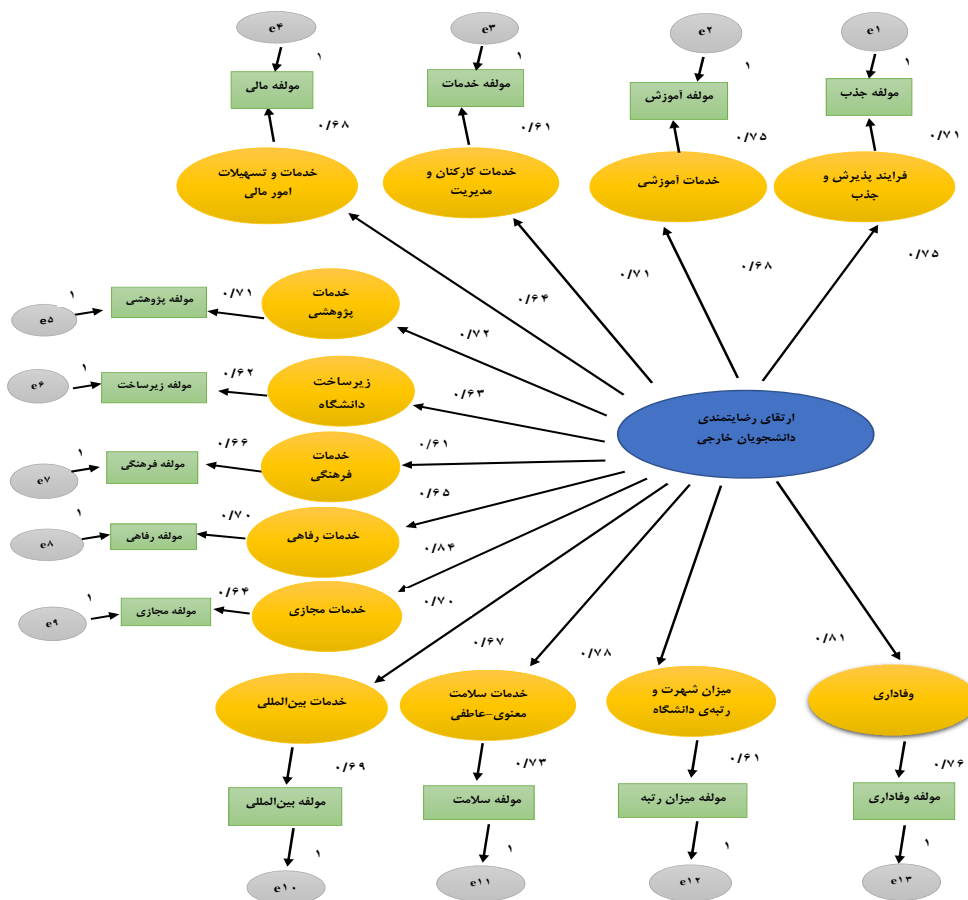 e۴
e۳
e۲
e۱
۱
۱
۱
۱
مولفه مالی
مولفه خدمات
مولفه آموزش
مولفه جذب
۰/۶۸
۰/۶۱
۰/۷۵
۰/۷۱
خدمات و تسهیلات
امور مالی
خدمات کارکنان و
مدیریت
خدمات آموزشی
فرایند پذیرش و
جذب
۰/۶۴
۰/۷۱
۰/۶۸
۰/۷۵
e۵
۱
مولفه پژوهشی
۰/۷۱
خدمات
پژوهشی
۰/۷۲
e۶
۱
مولفه زیرساخت
۰/۶۲
زیرساخت
دانشگاه
۰/۶۳
ارتقای رضایتمندی
دانشجویان خارجی
e۷
۱
مولفه فرهنگی
۰/۶۶
خدمات
فرهنگی
۰/۶۱
e۸
۱
مولفه رفاهی
۰/۷۰
خدمات رفاهی
۰/۶۵
e۹
۱
مولفه مجازی
۰/۶۴
خدمات مجازی
۰/۸۴
۰/۷۰
۰/۶۷
۰/۷۸
۰/۸۱
خدمات بین‌المللی
خدمات سلامت
معنوی-عاطفی
میزان شهرت و
رتبه‌ی دانشگاه
وفاداری
۰/۶۹
۰/۷۳
۰/۶۱
۰/۷۶
مولفه بین‌المللی
مولفه سلامت
مولفه میزان رتبه
مولفه وفاداری
۱
۱
۱
۱
e۱۰
e۱۱
e۱۲
e۱۳